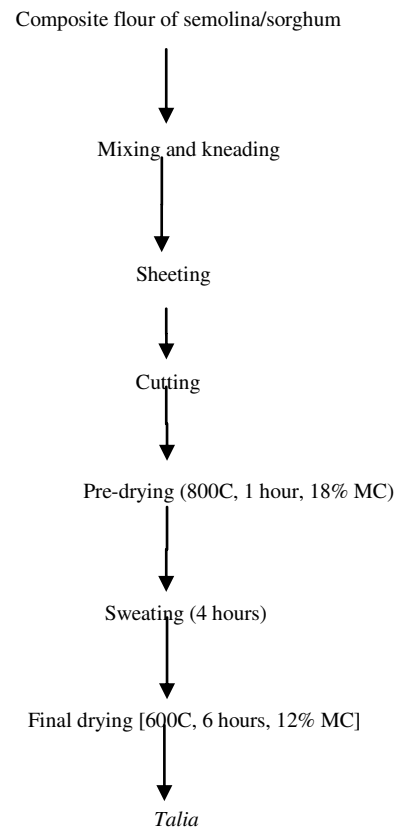 Composite flour of semolina/sorghum
Mixing and kneading
Sheeting
Cutting
Pre-drying (800C, 1 hour, 18% MC)
Sweating (4 hours)
Final drying [600C, 6 hours, 12% MC]
Talia